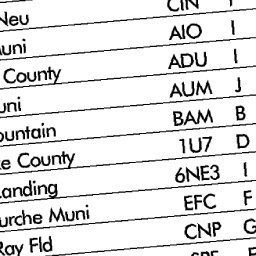 Neu CIN I
uni AIO I
County ADU I
uni AUM J
ountain BAM B
e County 1U7 D
Landing 6NE3 I
urche Muni EFC F
Ray Fld CNP G